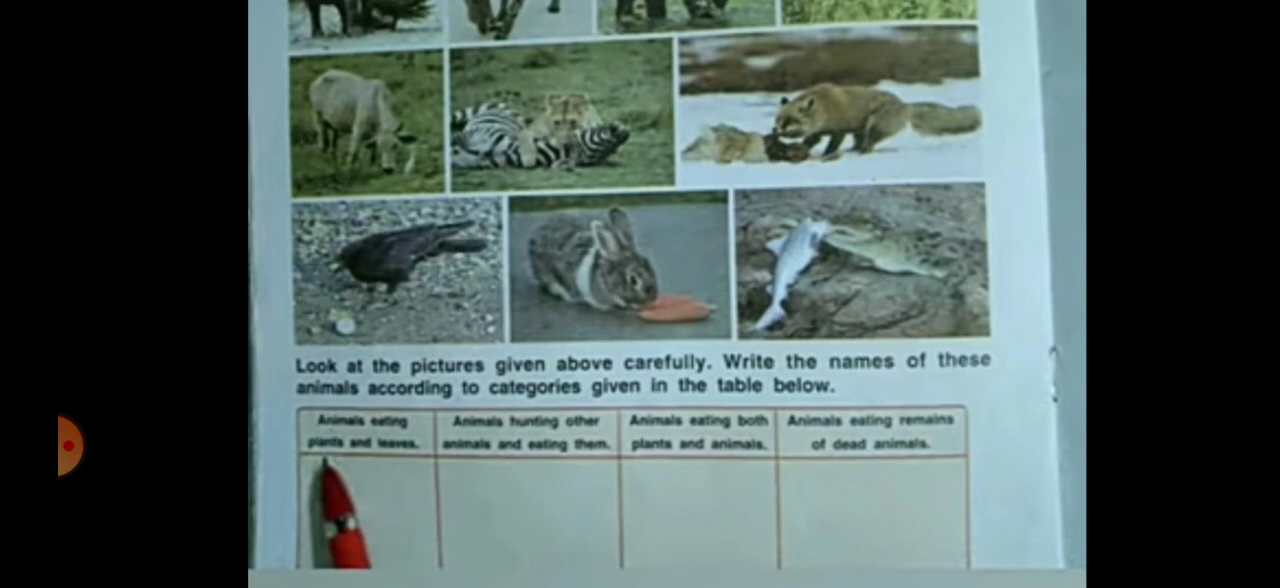 Look at the pictures given above carefully. Write the names of these
animals according to categories given in the table below.
Animals eating
plants and leaves.
Animals hunting other
animals and eating them.
Animals eating both
plants and animals.
Animals eating remains
of dead animals.